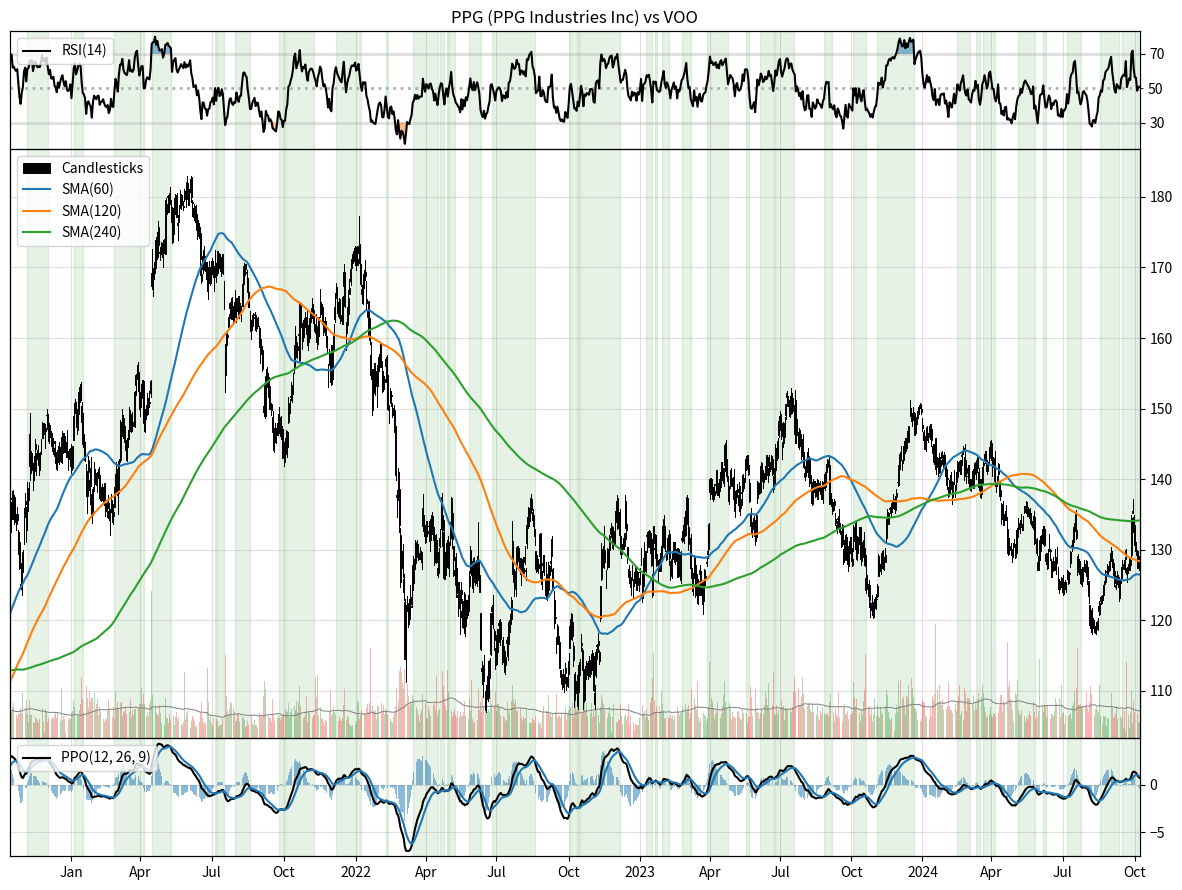 PPG (PPG Industries Inc) vs VOO
RSI(14)
70
50
30
Candlesticks
SMA(60)
SMA(120)
SMA(240)
180
170
160
150
140
130
120
110
PPO(12, 26, 9)
0
−5
Jan Apr Jul Oct 2022 Apr Jul Oct 2023 Apr Jul Oct 2024 Apr Jul Oct